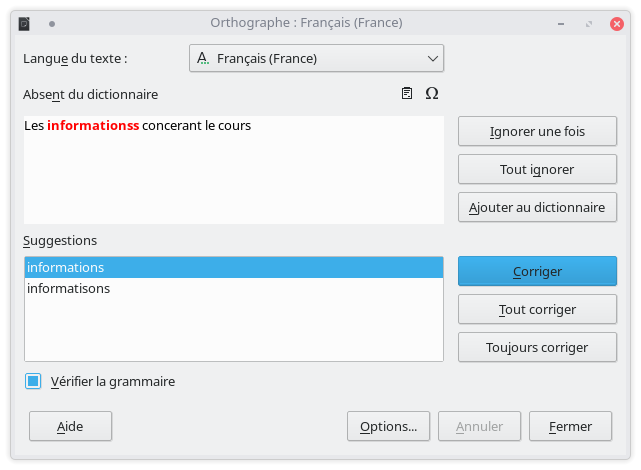 Orthographe : Français (France)
Langue du texte : Français (France)
Absent du dictionnaire
Les informationss concerant le cours
Ignorer une fois
Tout ignorer
Ajouter au dictionnaire
Suggestions
informations
informatisons
Corriger
Tout corriger
Toujours corriger
Vérifier la grammaire
Aide
Options...
Annuler
Fermer